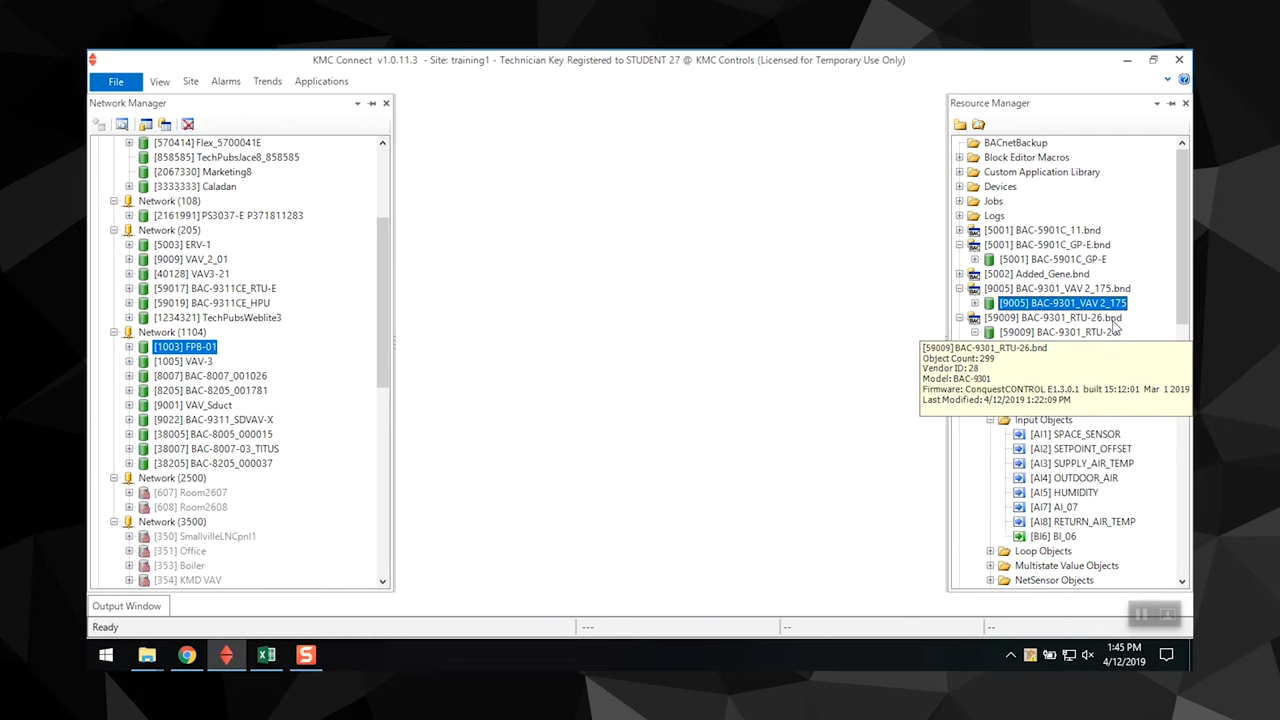 KMC Connect v1.0.11.3 - Site: training1 - Technician Key Registered to STUDENT 27 @ KMC Controls (Licensed for Temporary Use Only)
File View Site Alarms Trends Applications
Network Manager
[570414] Flex_5700041E
[858585] TechPubsJace8_858585
[2067330] Marketing8
[3333333] Caladan
Network (108)
[2161991] PS3037-E P371811283
Network (205)
[5003] ERV-1
[9009] VAV_2_01
[40128] VAV3-21
[59017] BAC-9311CE_RTU-E
[59019] BAC-9311CE_HPU
[1234321] TechPubsWeblite3
Network (1104)
[1003] FPB-01
[1005] VAV-3
[8007] BAC-8007_001026
[8205] BAC-8205_001781
[9001] VAV_Sduct
[9022] BAC-9311_SDVAV-X
[38005] BAC-8005_000015
[38007] BAC-8007-03_TITUS
[38205] BAC-8205_000037
Network (2500)
[607] Room2607
[608] Room2608
Network (3500)
[350] SmallvilleLNCpnl1
[351] Office
[353] Boiler
[354] KMD VAV
Resource Manager
BACnetBackup
Block Editor Macros
Custom Application Library
Devices
Jobs
Logs
[5001] BAC-5901C_11.bnd
[5001] BAC-5901C_GP-E.bnd
[5001] BAC-5901C_GP-E
[5002] Added_Gene.bnd
[9005] BAC-9301_VAV 2_175.bnd
[9005] BAC-9301_VAV 2_175
[59009] BAC-9301_RTU-26.bnd
[59009] BAC-9301_RTU-26
[59009] BAC-9301_RTU-26.bnd
Object Count: 299
Vendor ID: 28
Model: BAC-9301
Firmware: ConquestCONTROL E1.3.0.1 built 15:12:01 Mar 1 2019
Last Modified: 4/12/2019 1:22:09 PM
Input Objects
[AI1] SPACE_SENSOR
[AI2] SETPOINT_OFFSET
[AI3] SUPPLY_AIR_TEMP
[AI4] OUTDOOR_AIR
[AI5] HUMIDITY
[AI7] AI_07
[AI8] RETURN_AIR_TEMP
[BI6] BI_06
Loop Objects
Multistate Value Objects
NetSensor Objects
Output Window
Ready --- -- --
1:45 PM
4/12/2019